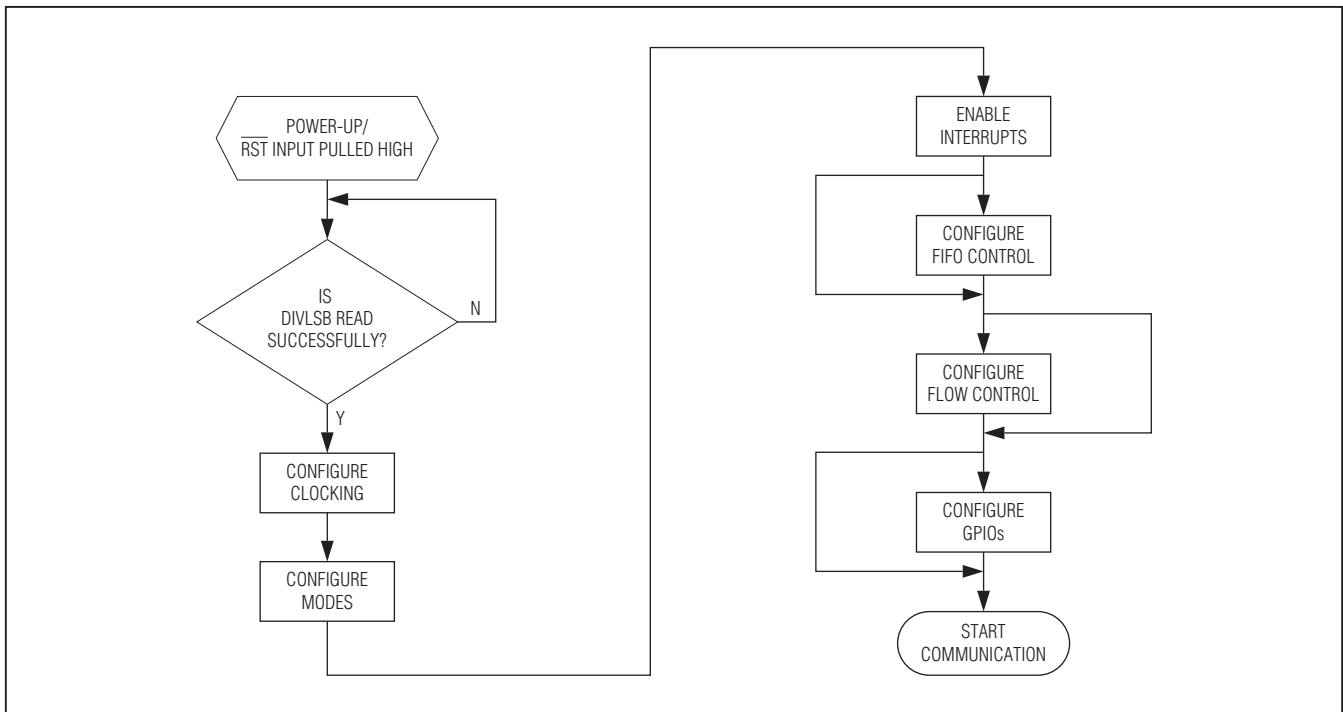 POWER-UP/
RST INPUT PULLED HIGH
IS
DIVLSB READ
SUCCESSFULLY?
N
Y
CONFIGURE
CLOCKING
CONFIGURE
MODES
ENABLE
INTERRUPTS
CONFIGURE
FIFO CONTROL
CONFIGURE
FLOW CONTROL
CONFIGURE
GPIOs
START
COMMUNICATION